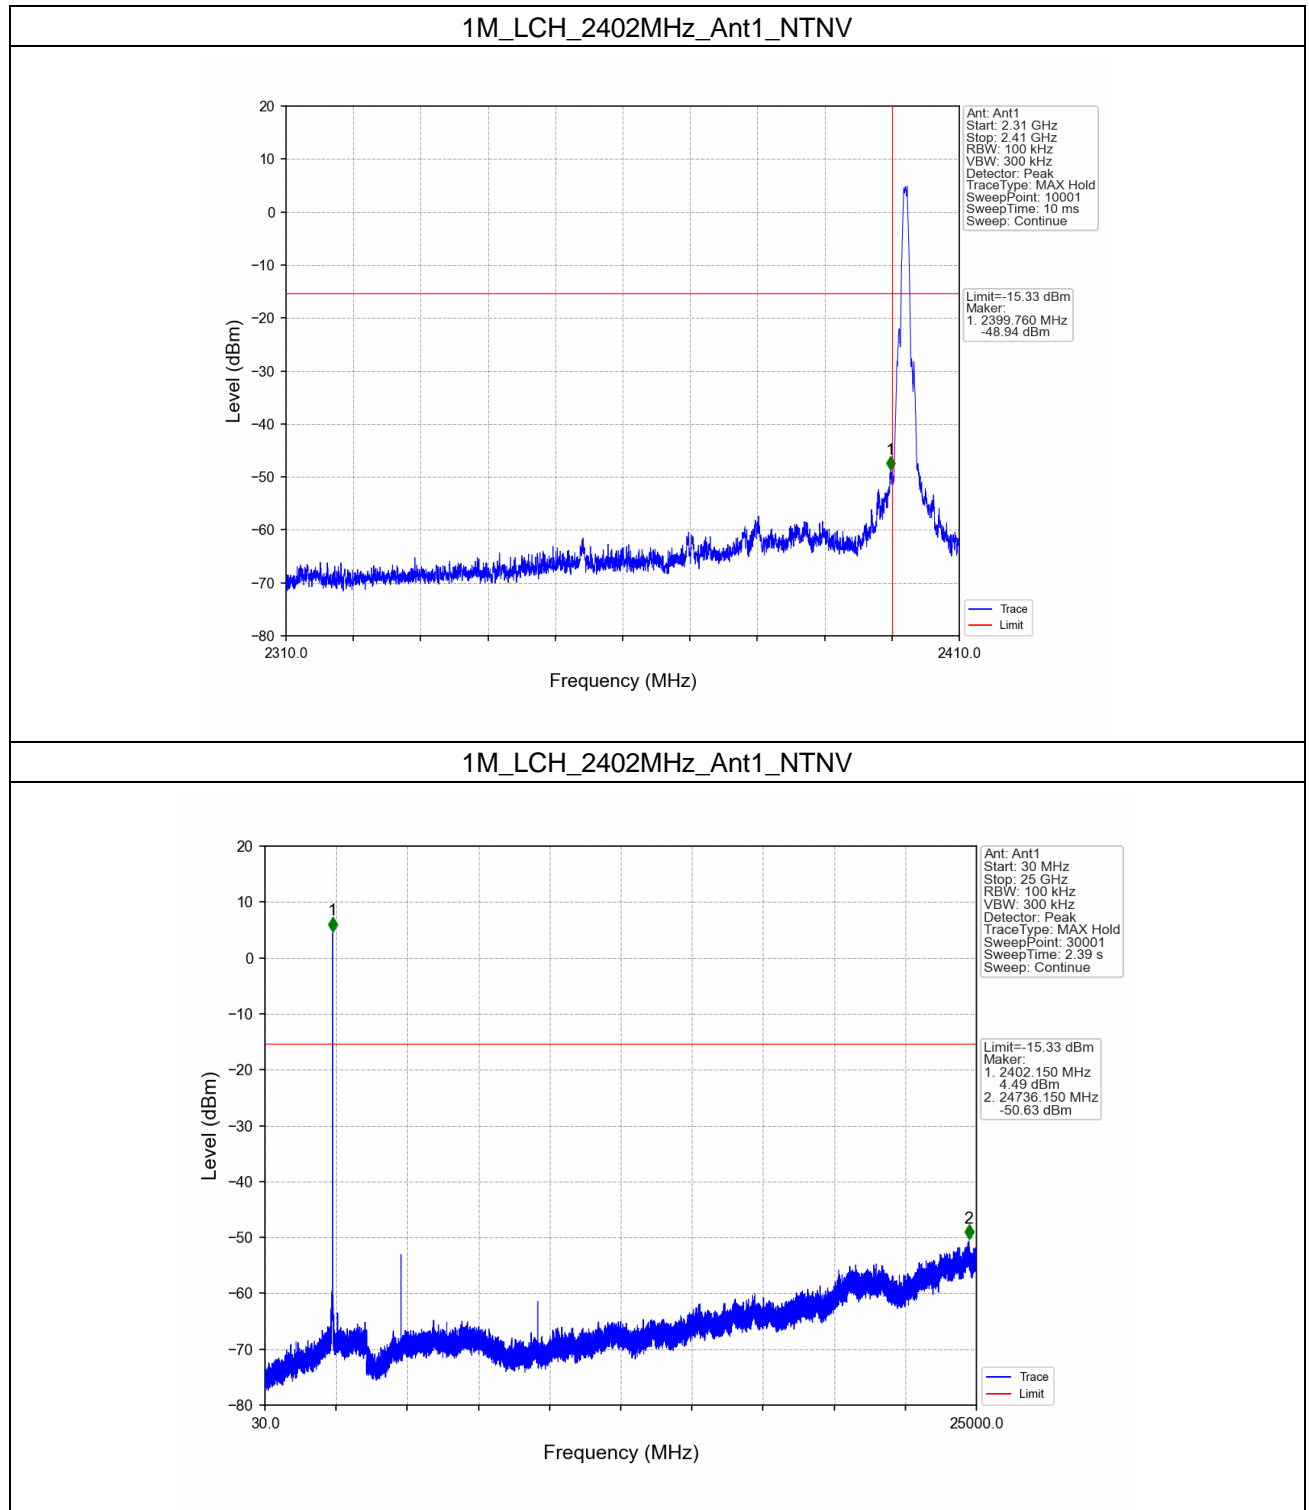 1M_LCH_2402MHz_Ant1_NTNV
20
10
0
−10
−20
−30
−40
−50
−60
−70
−80
Level (dBm)
2310.0
2410.0
Frequency (MHz)
1
Ant: Ant1
Start: 2.31 GHz
Stop: 2.41 GHz
RBW: 100 kHz
VBW: 300 kHz
Detector: Peak
TraceType: MAX Hold
SweepPoint: 10001
SweepTime: 10 ms
Sweep: Continue
Limit=-15.33 dBm
Maker:
1. 2399.760 MHz
-48.94 dBm
Trace
Limit
1M_LCH_2402MHz_Ant1_NTNV
20
10
0
−10
−20
−30
−40
−50
−60
−70
−80
Level (dBm)
30.0
25000.0
Frequency (MHz)
1
2
Ant: Ant1
Start: 30 MHz
Stop: 25 GHz
RBW: 100 kHz
VBW: 300 kHz
Detector: Peak
TraceType: MAX Hold
SweepPoint: 30001
SweepTime: 2.39 s
Sweep: Continue
Limit=-15.33 dBm
Maker:
1. 2402.150 MHz
4.49 dBm
2. 24736.150 MHz
-50.63 dBm
Trace
Limit